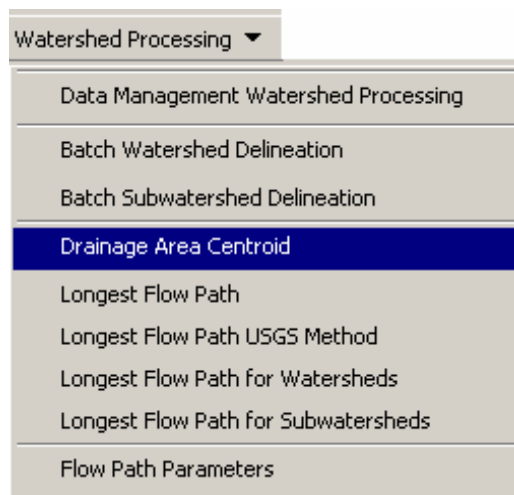 Watershed Processing
Data Management Watershed Processing
Batch Watershed Delineation
Batch Subwatershed Delineation
Drainage Area Centroid
Longest Flow Path
Longest Flow Path USGS Method
Longest Flow Path for Watersheds
Longest Flow Path for Subwatersheds
Flow Path Parameters